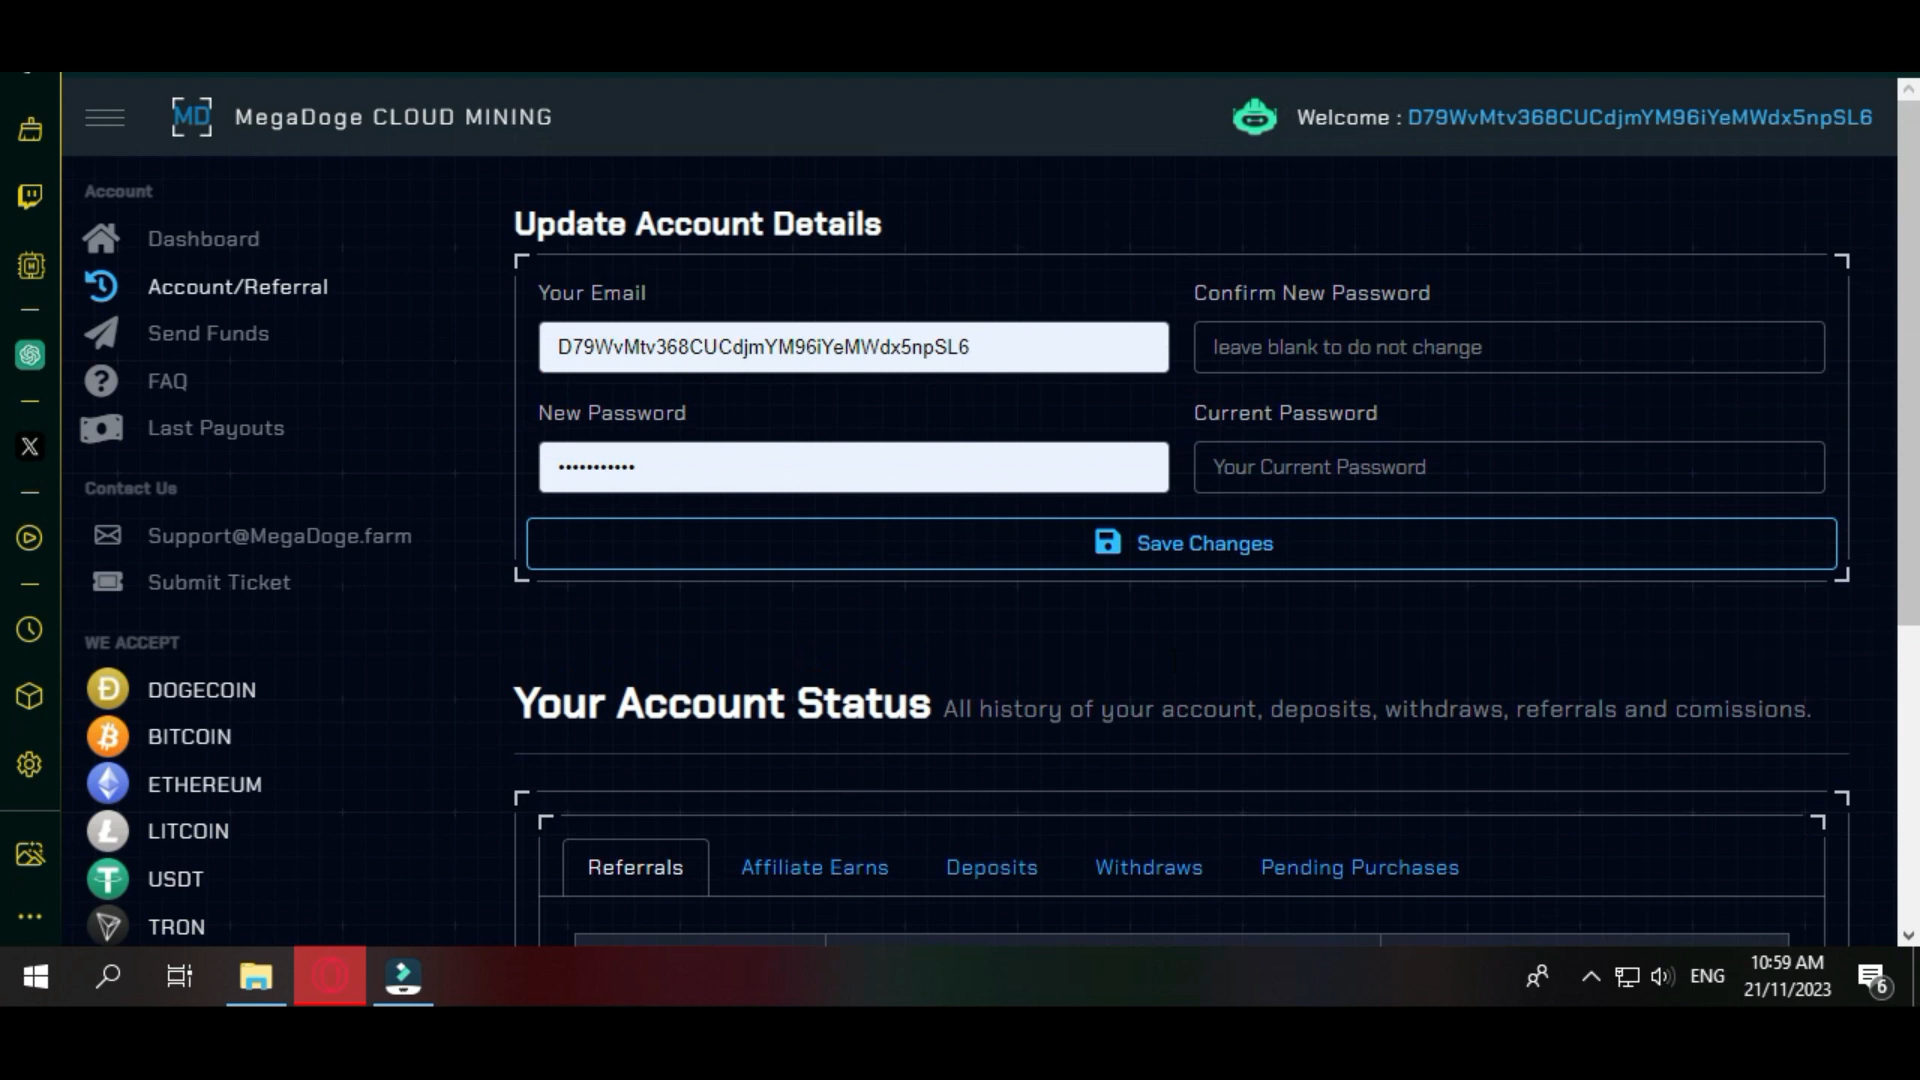 MD MegaDoge CLOUD MINING
Welcome : D79WvMtv368CUCdjmYM96iYeMWdx5npSL6
Account
Dashboard
Account/Referral
Send Funds
FAQ
Last Payouts
Contact Us
Support@MegaDoge.farm
Submit Ticket
WE ACCEPT
DOGECOIN
BITCOIN
ETHEREUM
LITCOIN
USDT
TRON
Update Account Details
Your Email
D79WvMtv368CUCdjmYM96iYeMWdx5npSL6
Confirm New Password
leave blank to do not change
New Password
•••••••••••
Current Password
Your Current Password
Save Changes
Your Account Status All history of your account, deposits, withdraws, referrals and comissions.
Referrals Affiliate Earns Deposits Withdraws Pending Purchases
ENG
10:59 AM
21/11/2023
6